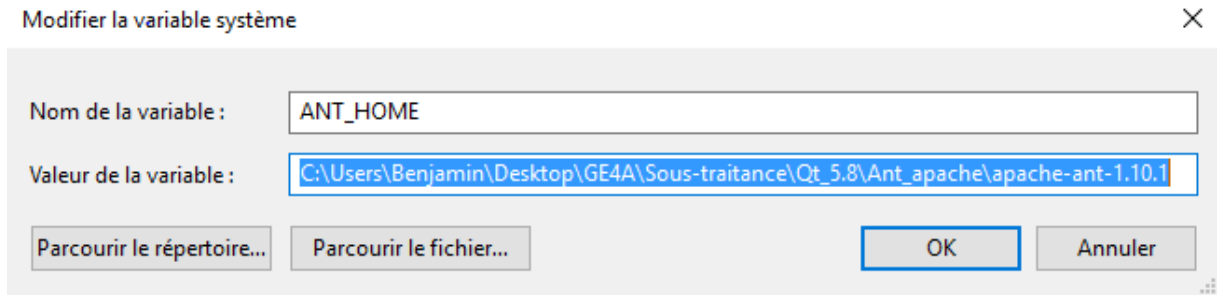 Modifier la variable système
Nom de la variable : ANT_HOME
Valeur de la variable : C:\Users\Benjamin\Desktop\GE4A\Sous-traitance\Qt_5.8\Ant_apache\apache-ant-1.10.1
Parcourir le répertoire... Parcourir le fichier... OK Annuler